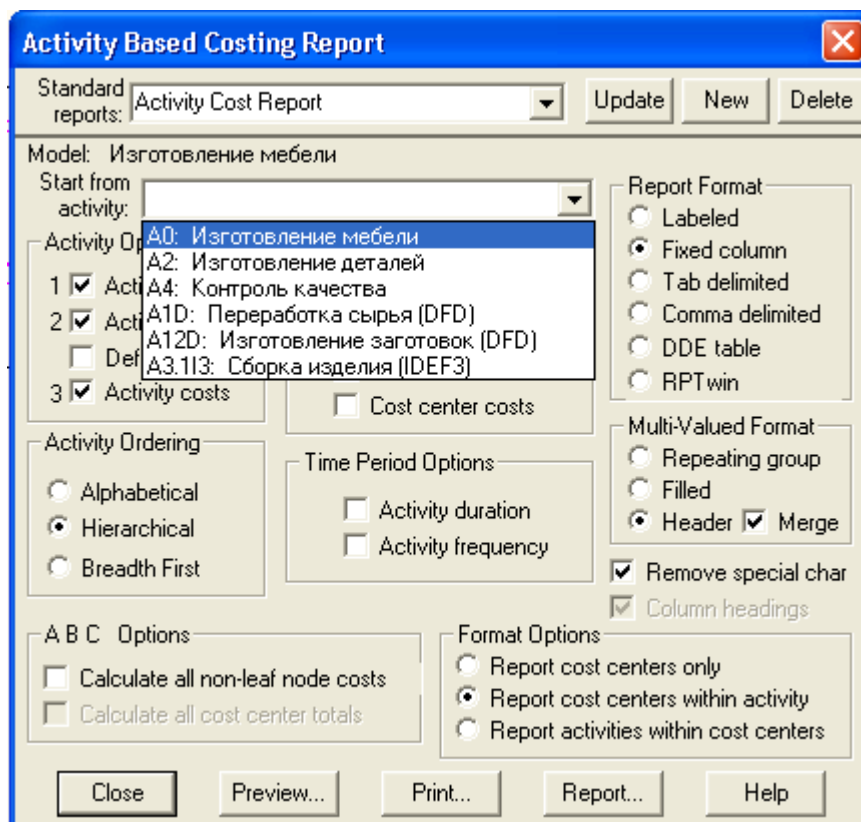 Activity Based Costing Report
Standard reports: Activity Cost Report Update New Delete
Model: Изготовление мебели
Start from activity:
A0: Изготовление мебели
A2: Изготовление деталей
A4: Контроль качества
A1D: Переработка сырья (DFD)
A12D: Изготовление заготовок (DFD)
A3.1I3: Сборка изделия (IDEF3)
Activity Op
1 Acti
2 Acti
Def
3 Activity costs
Cost center costs
Report Format
Labeled
Fixed column
Tab delimited
Comma delimited
DDE table
RPTwin
Activity Ordering
Alphabetical
Hierarchical
Breadth First
Time Period Options
Activity duration
Activity frequency
Multi-Valued Format
Repeating group
Filled
Header Merge
Remove special char
Column headings
A B C Options
Calculate all non-leaf node costs
Calculate all cost center totals
Format Options
Report cost centers only
Report cost centers within activity
Report activities within cost centers
Close Preview... Print... Report... Help